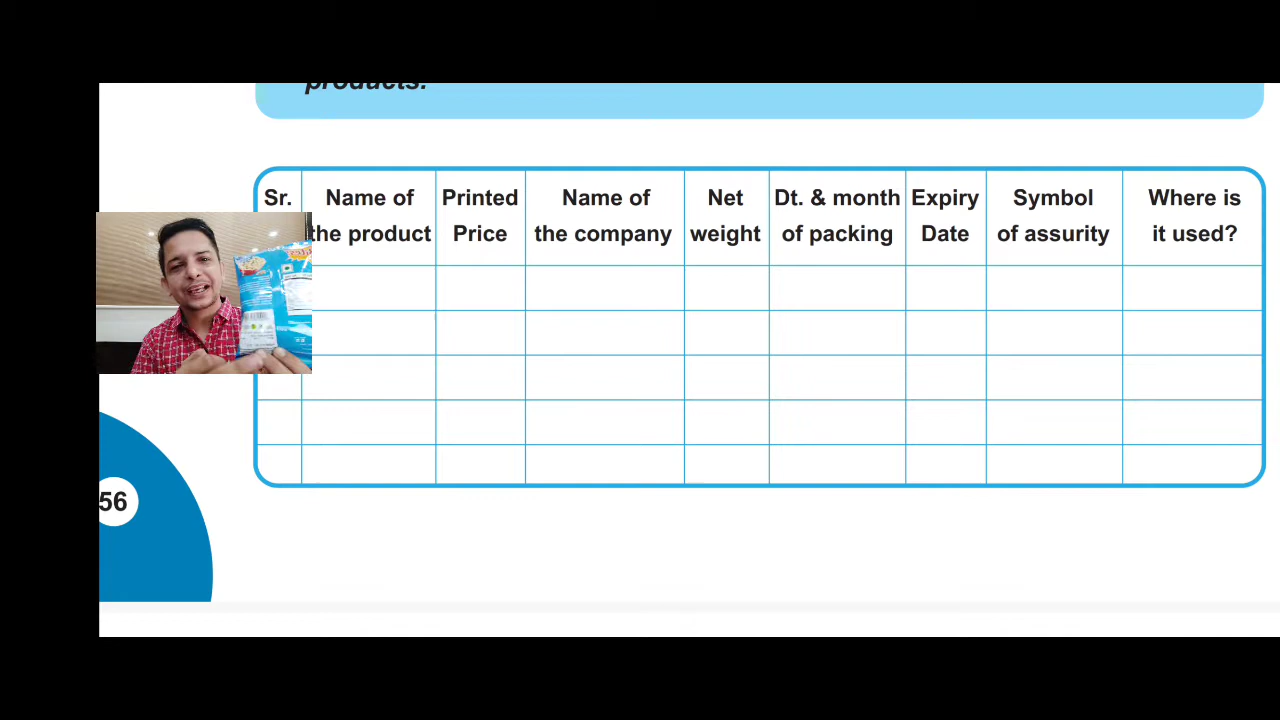 products.
Sr. Name of the product Printed Price Name of the company Net weight Dt. & month of packing Expiry Date Symbol of assurity Where is it used?
56